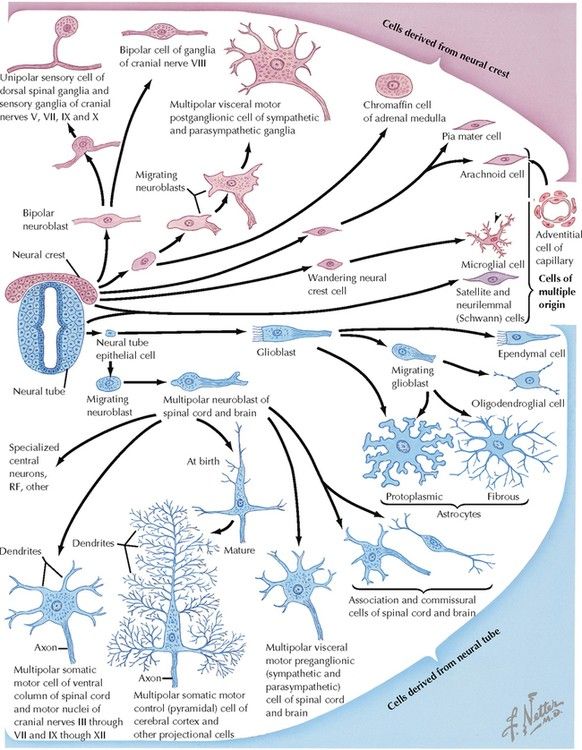 Cells derived from neural crest
Bipolar cell of ganglia
of cranial nerve VIII
Unipolar sensory cell of
dorsal spinal ganglia and
sensory ganglia of cranial
nerves V, VII, IX and X
Multipolar visceral motor
postganglionic cell of sympathetic
and parasympathetic ganglia
Chromaffin cell
of adrenal medulla
Pia mater cell
Arachnoid cell
Migrating
neuroblasts
Bipolar
neuroblast
Adventitial
cell of
capillary
Neural crest
Microglial cell
Wandering neural
crest cell
Cells of
multiple
origin
Satellite and
neurilemmal
(Schwann) cells
Neural tube
epithelial cell
Glioblast
Ependymal cell
Migrating
glioblast
Neural tube
Migrating
neuroblast
Multipolar neuroblast of
spinal cord and brain
Oligodendroglial cell
Specialized
central
neurons,
RF, other
At birth
Protoplasmic
Fibrous
Astrocytes
Dendrites
Dendrites
Mature
Association and commissural
cells of spinal cord and brain
Axon
Axon
Multipolar somatic
motor cell of ventral
column of spinal cord
and motor nuclei of
cranial nerves III through
VII and IX though XII
Multipolar somatic motor
control (pyramidal) cell of
cerebral cortex and
other projectional cells
Multipolar visceral
motor preganglionic
(sympathetic and
parasympathetic)
cell of spinal cord
and brain
Cells derived from neural tube
F. Netter
M.D.